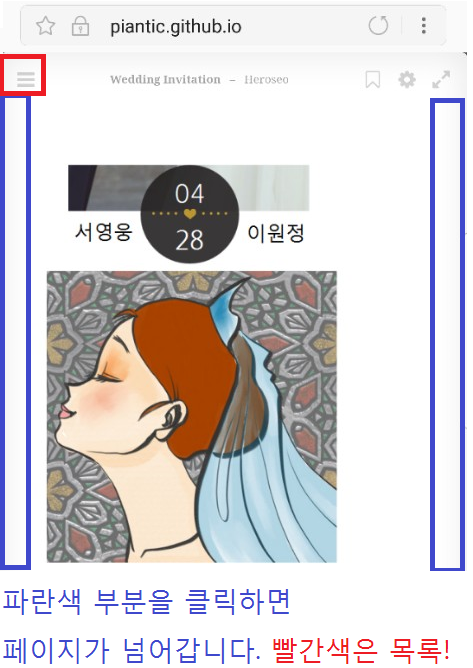 piantic.github.io
Wedding Invitation – Heroseo
04
서영웅 이원정
28
파란색 부분을 클릭하면
페이지가 넘어갑니다. 빨간색은 목록!